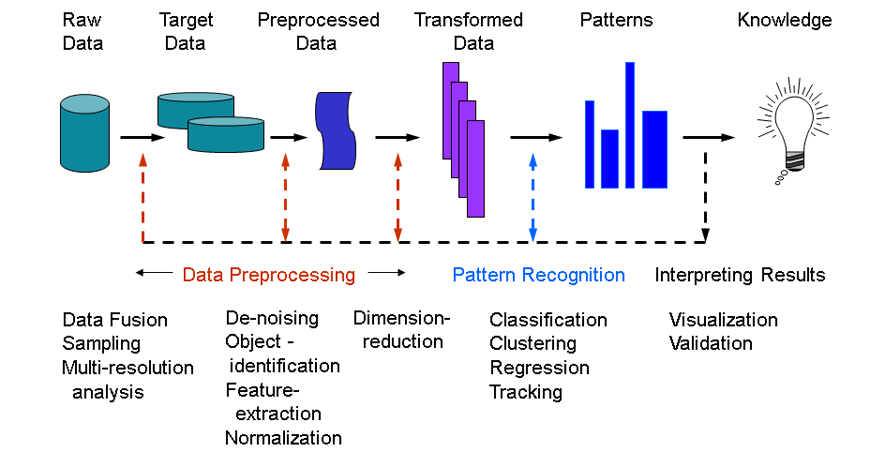 Raw
Data
Target
Data
Preprocessed
Data
Transformed
Data
Patterns
Knowledge
Data Preprocessing
Pattern Recognition
Interpreting Results
Data Fusion
Sampling
Multi-resolution
analysis
De-noising
Object -
identification
Feature-
extraction
Normalization
Dimension-
reduction
Classification
Clustering
Regression
Tracking
Visualization
Validation